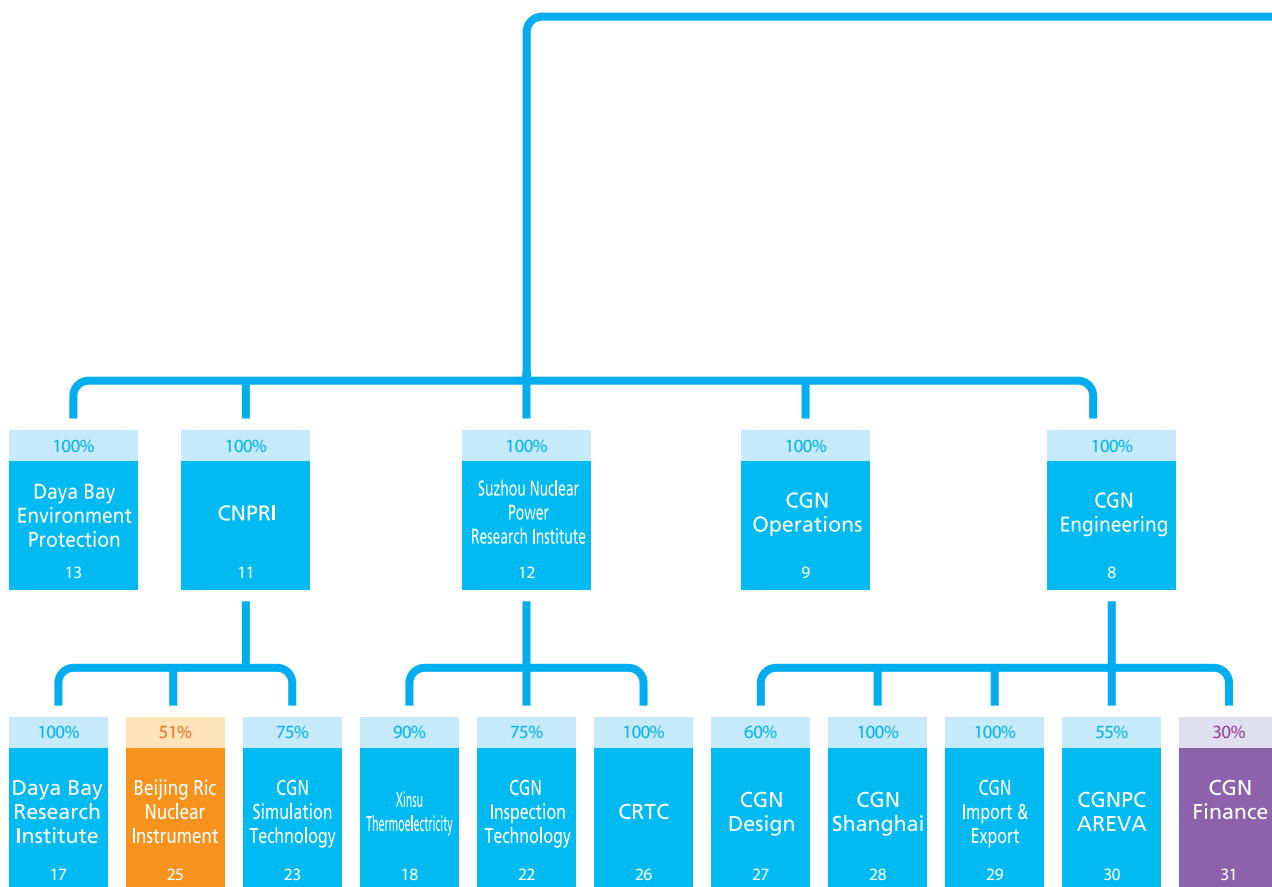 100%
Daya Bay
Environment
Protection
13
100%
CNPRI
11
100%
Suzhou Nuclear
Power
Research Institute
12
100%
CGN
Operations
9
100%
CGN
Engineering
8
100%
Daya Bay
Research
Institute
17
51%
Beijing Ric
Nuclear
Instrument
25
75%
CGN
Simulation
Technology
23
90%
Xinsu
Thermoelectricity
18
75%
CGN
Inspection
Technology
22
100%
CRTC
26
60%
CGN
Design
27
100%
CGN
Shanghai
28
100%
CGN
Import &
Export
29
55%
CGNPC
AREVA
30
30%
CGN
Finance
31